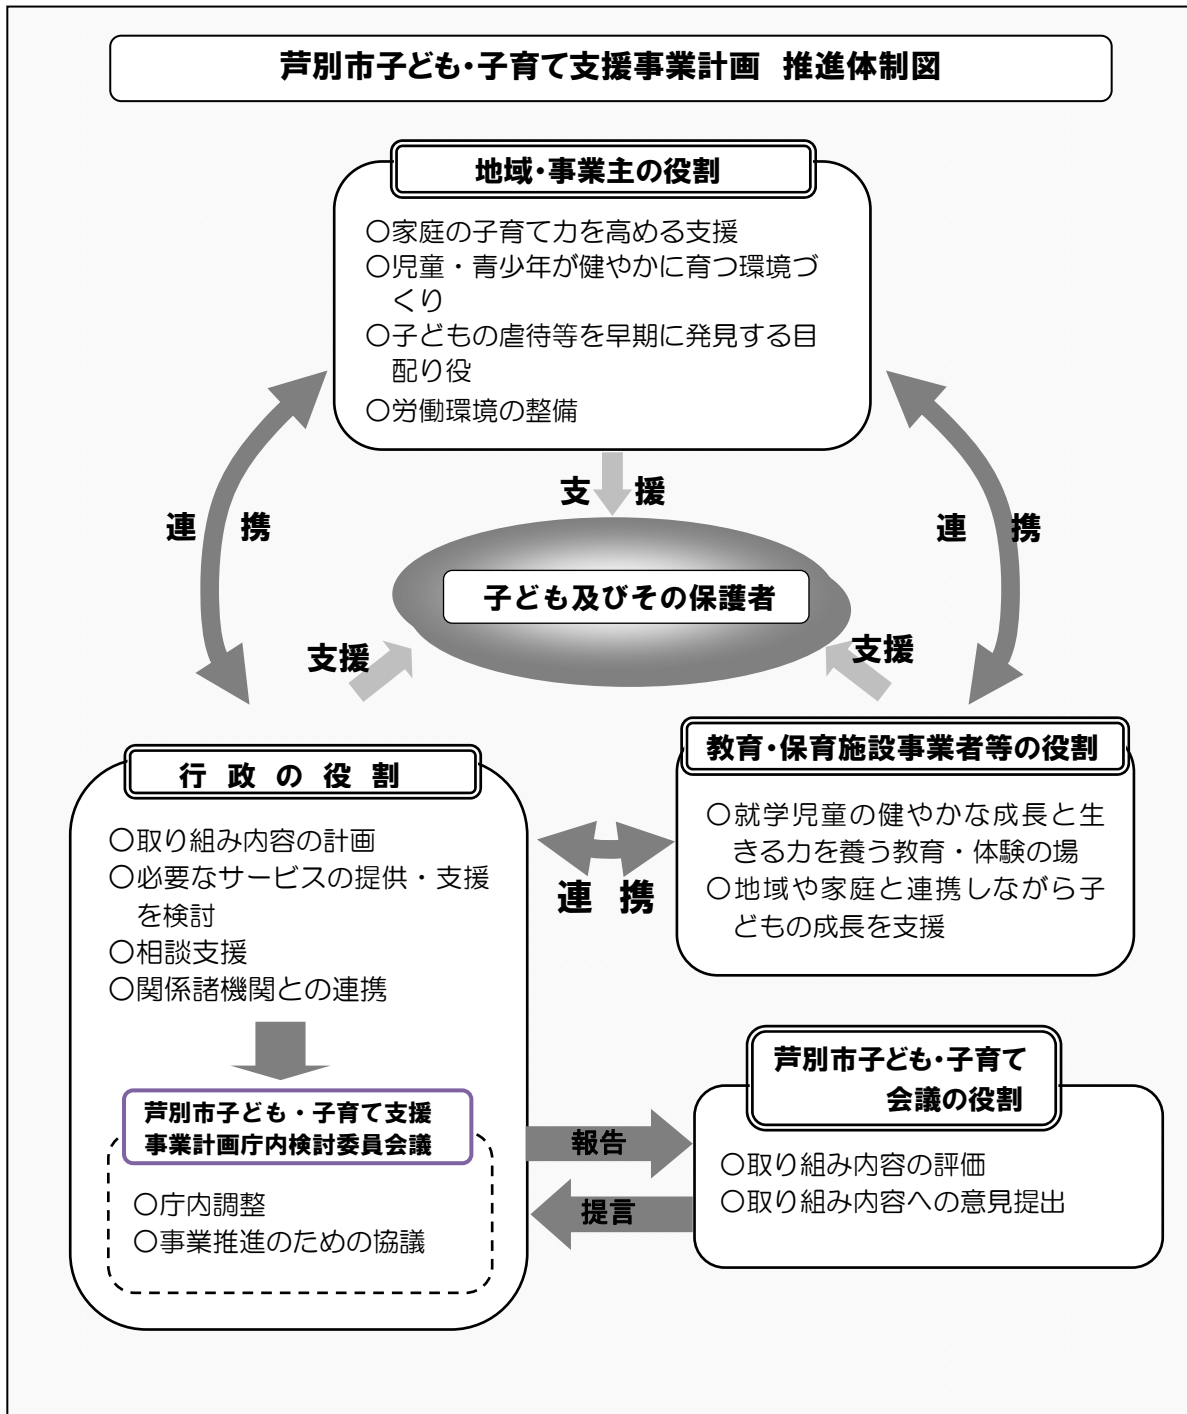 芦別市子ども・子育て支援事業計画 推進体制図
地域・事業主の役割
○家庭の子育て力を高める支援
○児童・青少年が健やかに育つ環境づ
くり
○子どもの虐待等を早期に発見する目
配り役
○労働環境の整備
支援
連携
連携
子ども及びその保護者
支援
支援
行政の役割
○取り組み内容の計画
○必要なサービスの提供・支援
を検討
○相談支援
○関係諸機関との連携
連携
教育・保育施設事業者等の役割
○就学児童の健やかな成長と生
きる力を養う教育・体験の場
○地域や家庭と連携しながら子
どもの成長を支援
芦別市子ども・子育て支援
事業計画庁内検討委員会議
○庁内調整
○事業推進のための協議
報告
提言
芦別市子ども・子育て
会議の役割
○取り組み内容の評価
○取り組み内容への意見提出